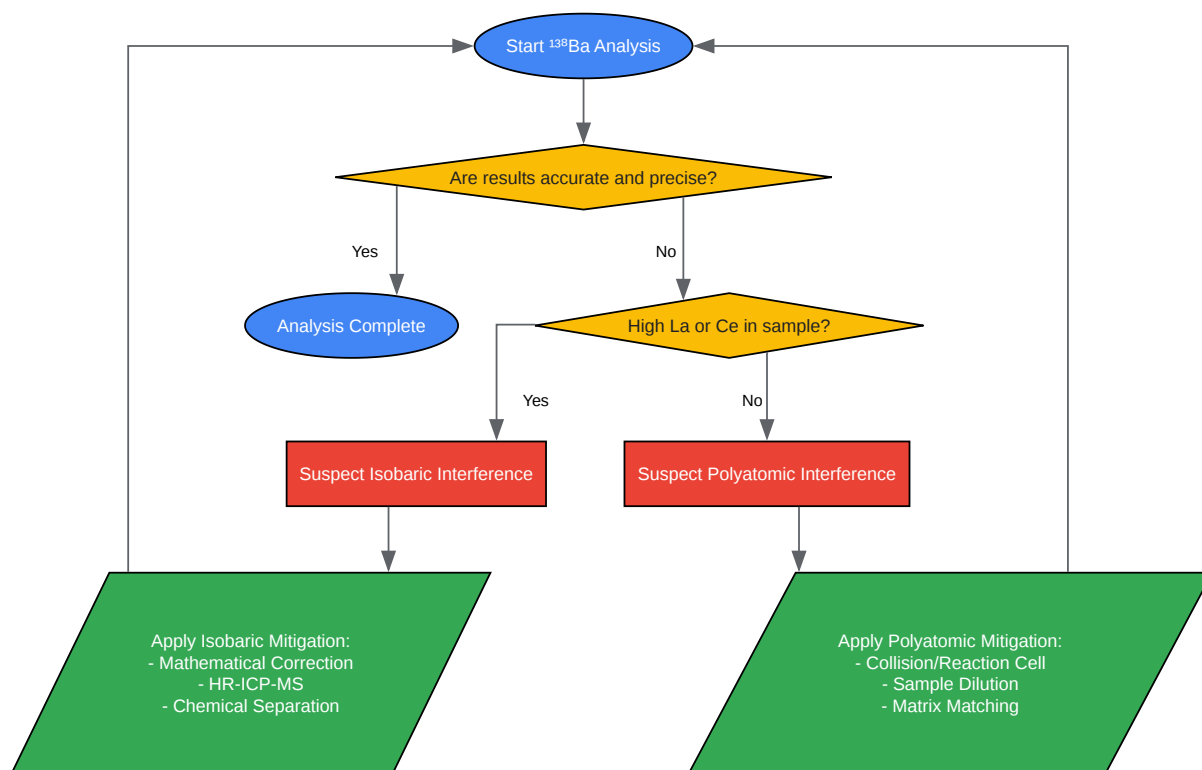 Start ¹³⁸Ba Analysis
Are results accurate and precise?
Yes
No
Analysis Complete
High La or Ce in sample?
Yes
No
Suspect Isobaric Interference
Suspect Polyatomic Interference
Apply Isobaric Mitigation:
- Mathematical Correction
- HR-ICP-MS
- Chemical Separation
Apply Polyatomic Mitigation:
- Collision/Reaction Cell
- Sample Dilution
- Matrix Matching